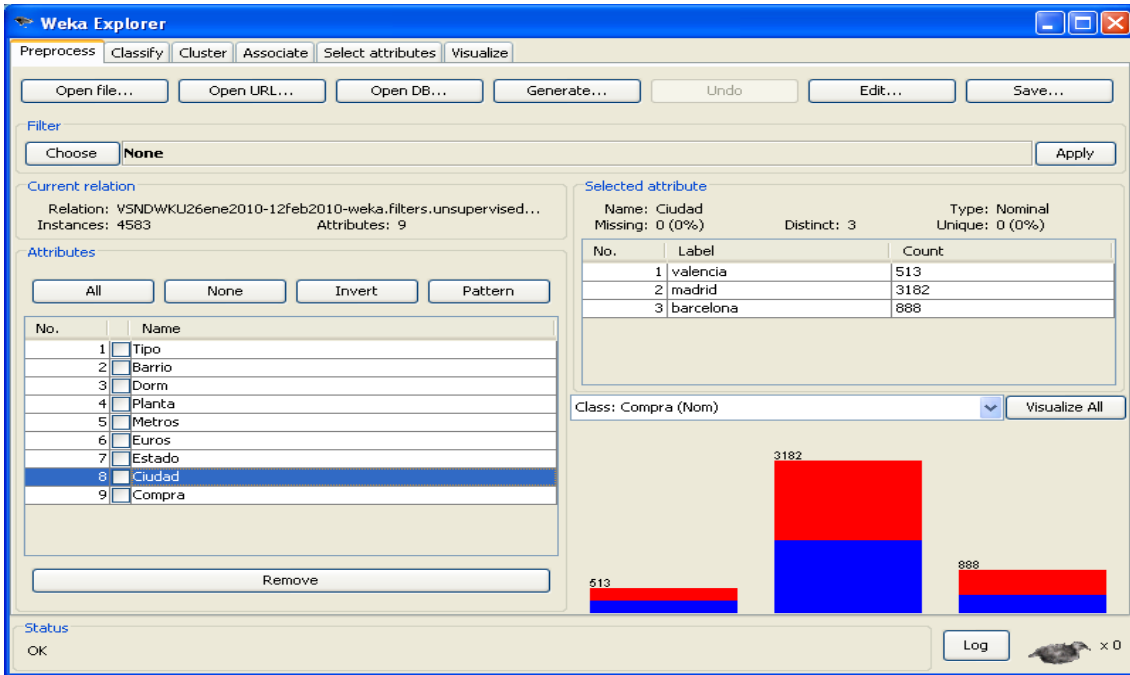 Weka Explorer
Preprocess Classify Cluster Associate Select attributes Visualize
Open file... Open URL... Open DB... Generate... Undo Edit... Save...
Filter
Choose None Apply
Current relation
Relation: VSNDWKU26ene2010-12feb2010-weka.filters.unsupervised...
Instances: 4583 Attributes: 9
Attributes
All None Invert Pattern
No. Name
1 Tipo
2 Barrio
3 Dorm
4 Planta
5 Metros
6 Euros
7 Estado
8 Ciudad
9 Compra
Remove
Selected attribute
Name: Ciudad Type: Nominal
Missing: 0 (0%) Distinct: 3 Unique: 0 (0%)
No. Label Count
1 valencia 513
2 madrid 3182
3 barcelona 888
Class: Compra (Nom) Visualize All
3182
888
513
Status
OK
Log x 0